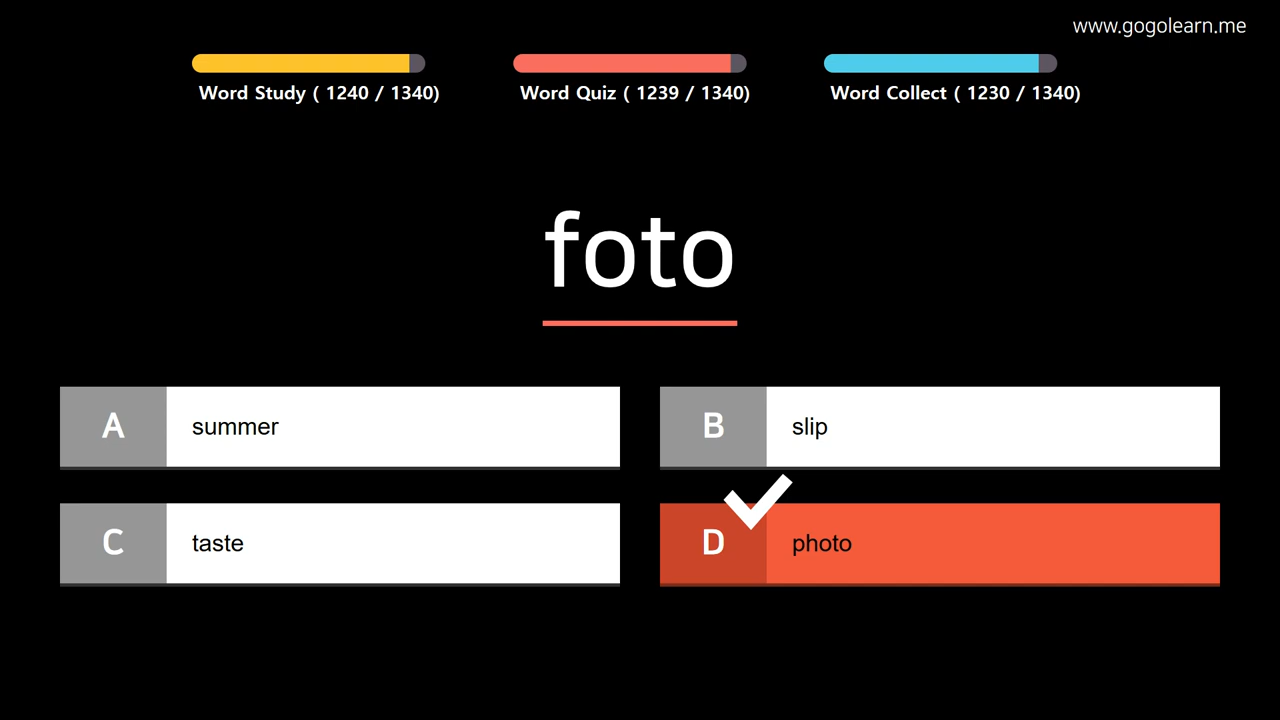 www.gogolearn.me
Word Study ( 1240 / 1340)
Word Quiz ( 1239 / 1340)
Word Collect ( 1230 / 1340)
foto
A summer
B slip
C taste
D photo